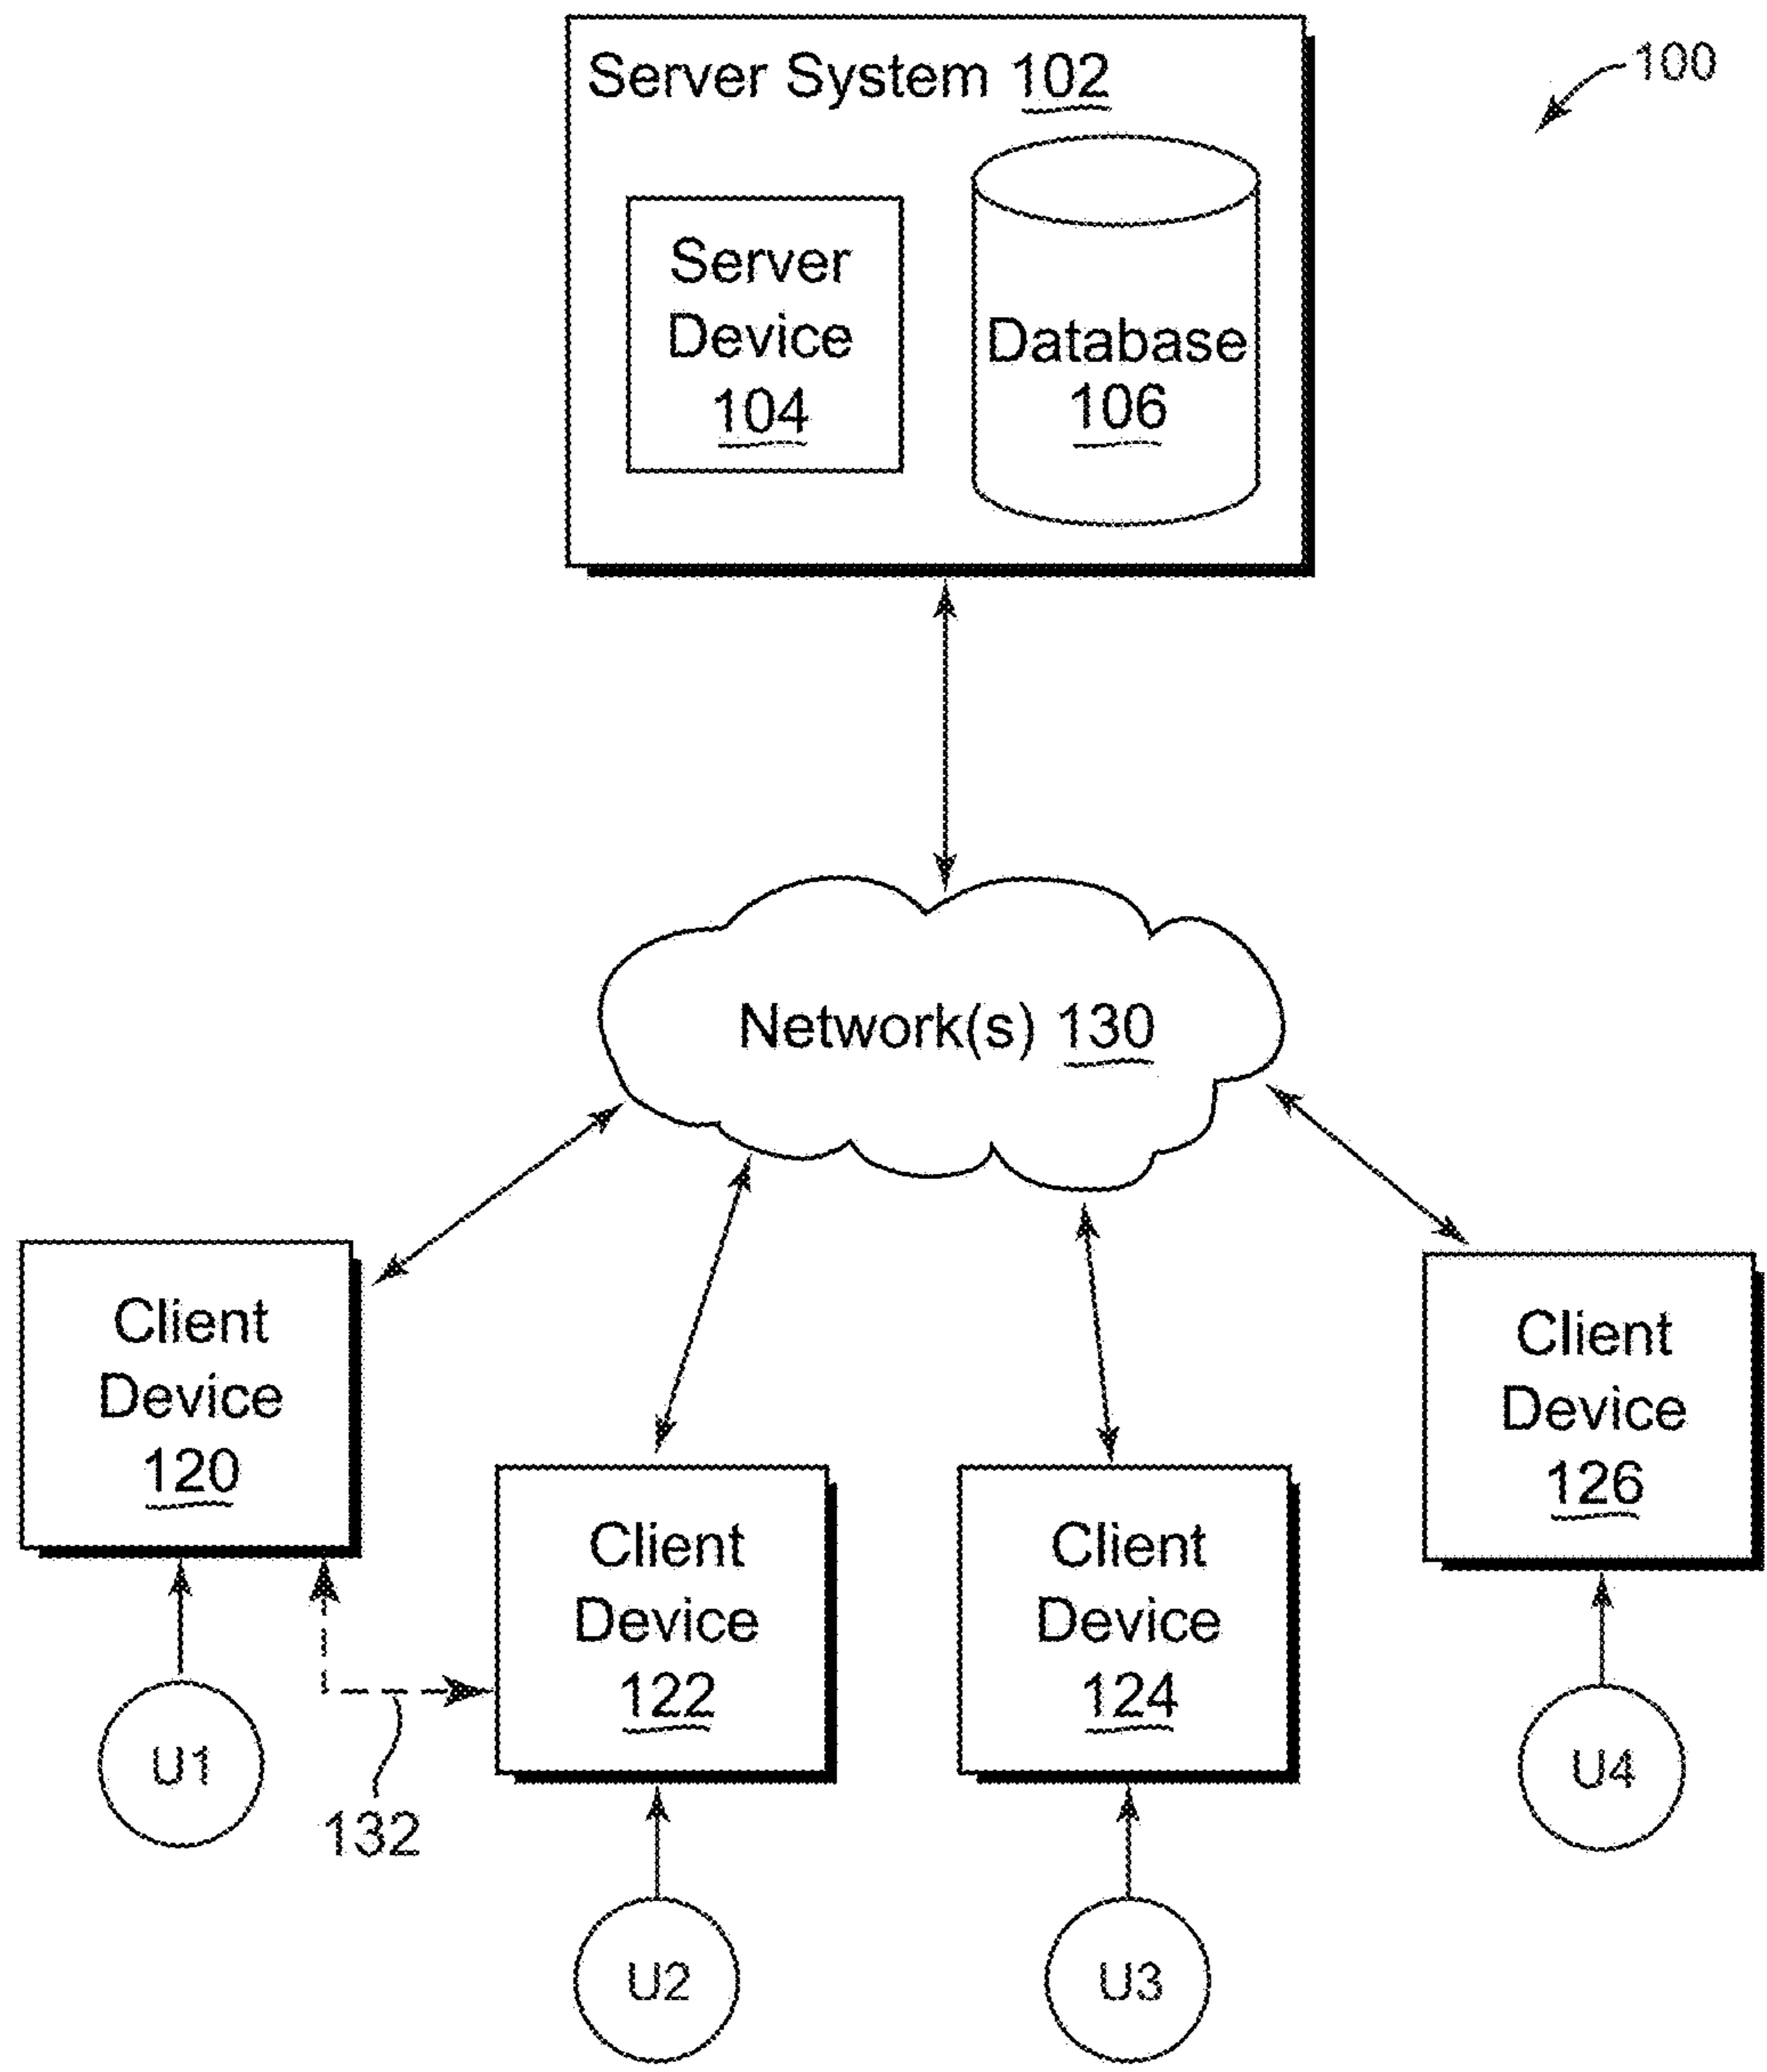 Server System 102
100
Server
Device
104
Database
106
Network(s) 130
Client
Device
120
Client
Device
122
Client
Device
124
Client
Device
126
U1
132
U2
U3
U4